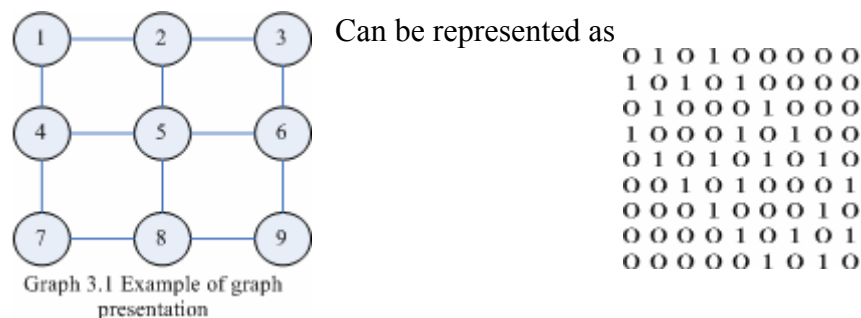 1 2 3
4 5 6
7 8 9
Graph 3.1 Example of graph
presentation
Can be represented as
0 1 0 1 0 0 0 0 0
1 0 1 0 1 0 0 0 0
0 1 0 0 0 1 0 0 0
1 0 0 0 1 0 1 0 0
0 1 0 1 0 1 0 1 0
0 0 1 0 1 0 0 0 1
0 0 0 1 0 0 0 1 0
0 0 0 0 1 0 1 0 1
0 0 0 0 0 1 0 1 0